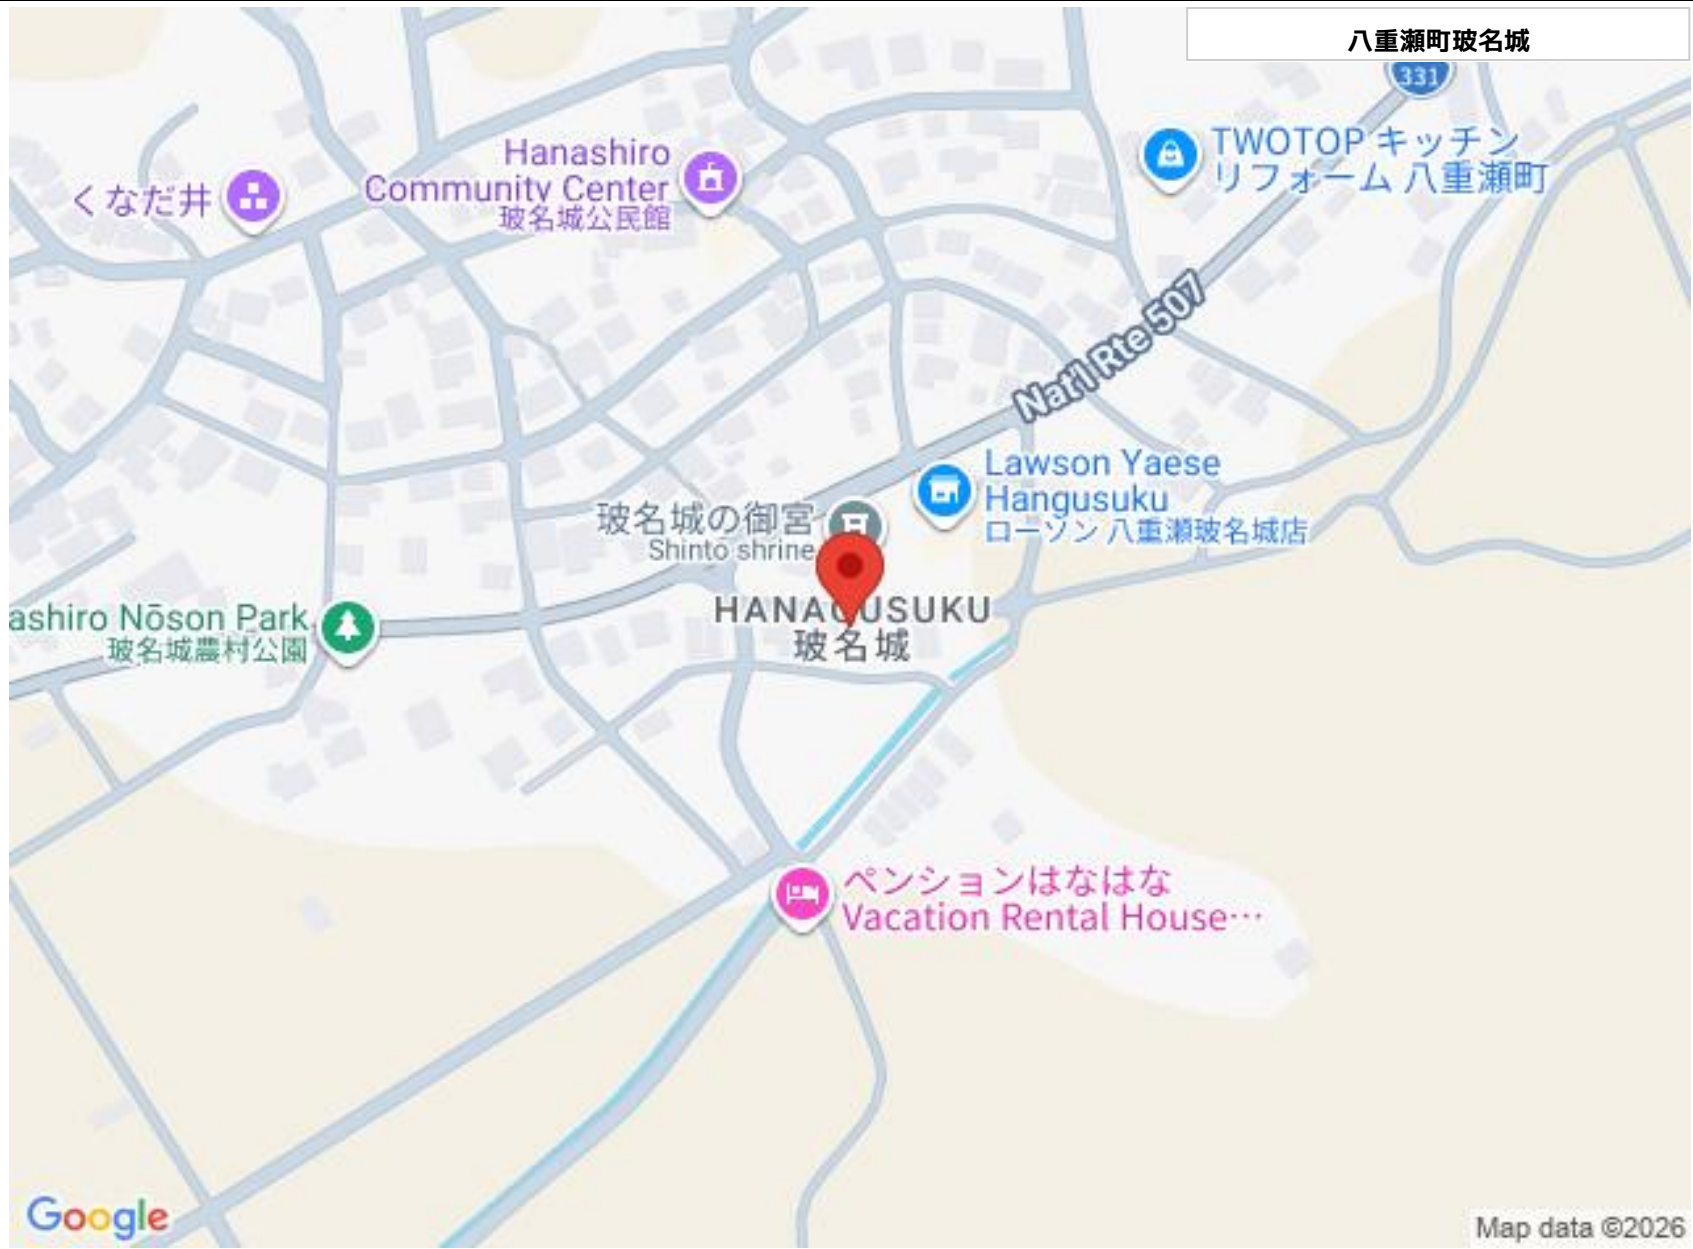 八重瀬町玻名城
331
TWOTOP キッチン
リフォーム 八重瀬町
Hanashiro
Community Center
玻名城公民館
くなだ井
Nat'l Rte 507
Lawson Yaese
Hangusuku
ローソン 八重瀬玻名城店
玻名城の御宮
Shinto shrine
HANAGUSUKU
玻名城
ashiro Nōson Park
玻名城農村公園
ペンションはなはな
Vacation Rental House…
Google
Map data ©2026